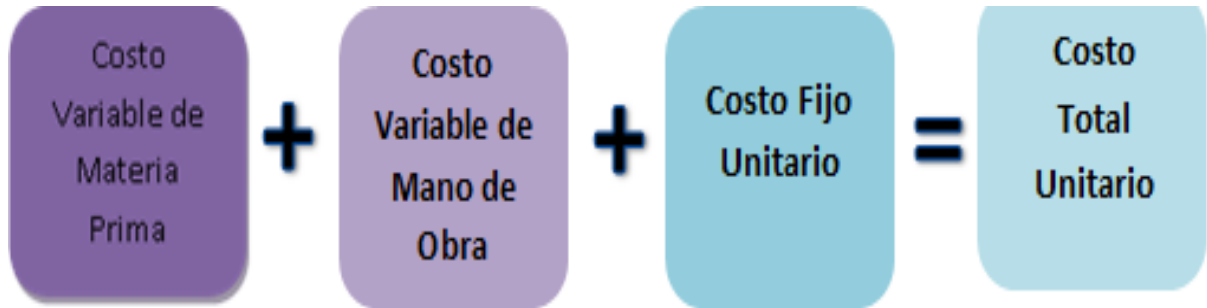 Costo
Variable de
Materia
Prima
+
Costo
Variable de
Mano de
Obra
+
Costo Fijo
Unitario
=
Costo
Total
Unitario